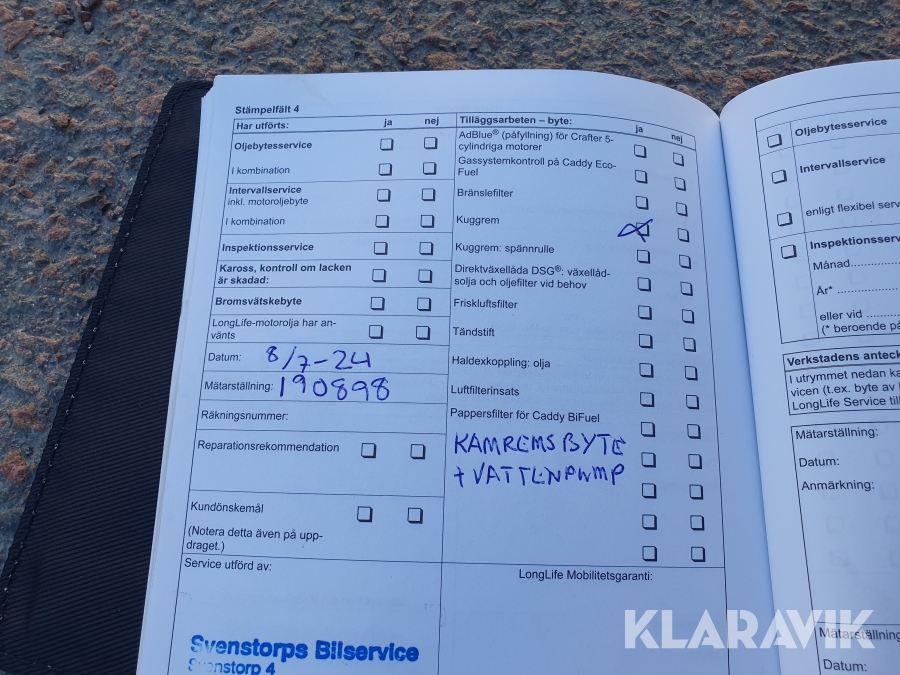 Stämpelfält 4
Har utförts: ja nej
Oljebytesservice
I kombination
Intervallservice
inkl. motoroljebyte
I kombination
Inspektionsservice
Kaross, kontroll om lacken
är skadad:
Bromsvätskebyte
LongLife-motorolja har an-
vänts
Datum: 8/7-24
Mätarställning: 190898
Räkningsnummer:
Reparationsrekommendation
Kundönskemål
(Notera detta även på upp-
draget.)
Service utförd av:
Svenstorps Bilservice
Svenstorp 4
Tilläggsarbeten – byte: ja nej
AdBlue® (påfyllning) för Crafter 5-
cylindriga motorer
Gassystemkontroll på Caddy Eco-
Fuel
Bränslefilter
Kuggrem
Kuggrem: spännrulle
Direktväxellåda DSG®: växellåd-
solja och oljefilter vid behov
Friskluftsfilter
Tändstift
Haldexkoppling: olja
Luftfilterinsats
Pappersfilter för Caddy BiFuel
KAMREMSBYTE
+ VATTENPUMP
LongLife Mobilitetsgaranti:
Oljebytesservice
Intervallservice
enligt flexibel serv
Inspektionsserv
Månad
År*
eller vid
(* beroende på
Verkstadens anteck
I utrymmet nedan ka
vicen (t.ex. byte av
LongLife Service till
Mätarställning:
Datum:
Anmärkning:
Mätarställning
Datum:
KLARAVIK